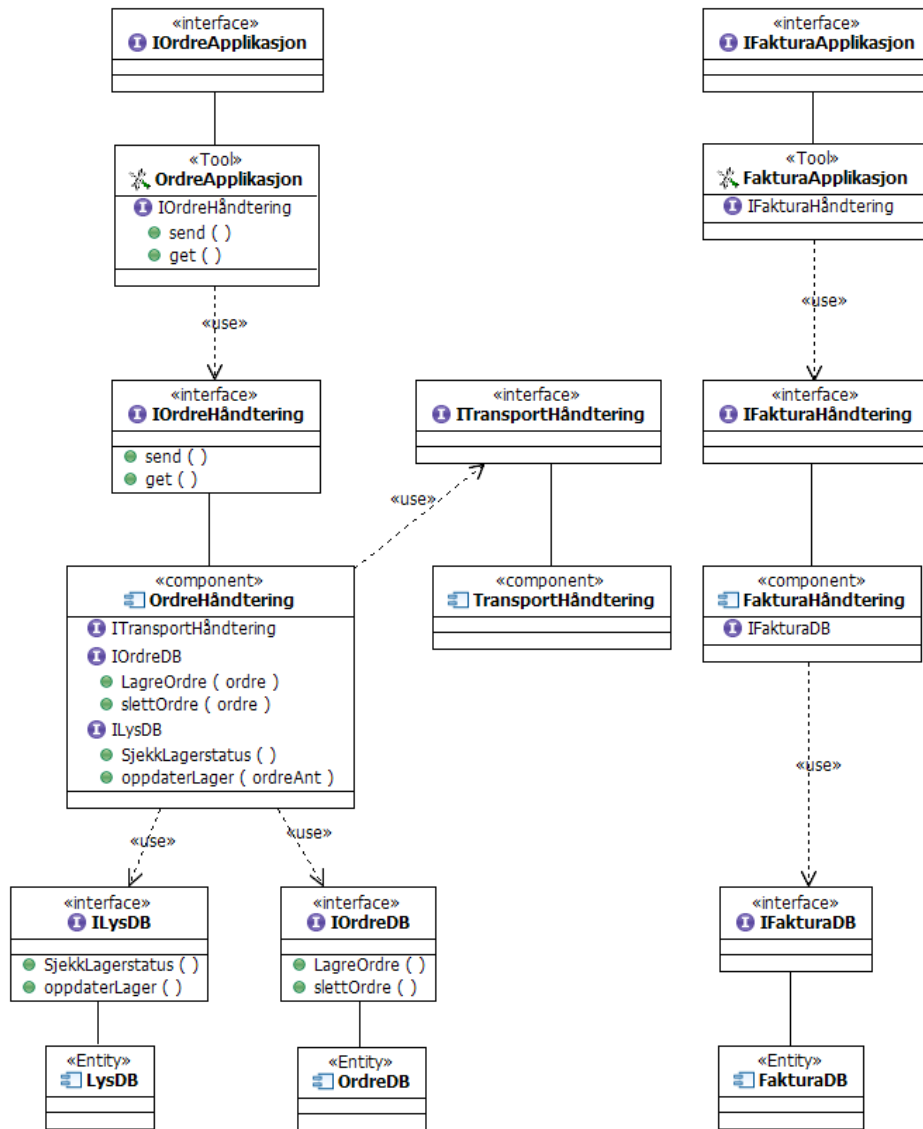 «interface»
IOrdreApplikasjon
«interface»
IFakturaApplikasjon
«Tool»
OrdreApplikasjon
IOrdreHåndtering
send ( )
get ( )
«Tool»
FakturaApplikasjon
IFakturaHåndtering
«use»
«use»
«interface»
IOrdreHåndtering
send ( )
get ( )
«interface»
ITransportHåndtering
«interface»
IFakturaHåndtering
«use»
«component»
OrdreHåndtering
ITransportHåndtering
IOrdreDB
LagreOrdre ( ordre )
slettOrdre ( ordre )
ILysDB
SjekkLagerstatus ( )
oppdaterLager ( ordreAnt )
«component»
TransportHåndtering
«component»
FakturaHåndtering
IFakturaDB
«use»
«use»
«use»
«interface»
ILysDB
SjekkLagerstatus ( )
oppdaterLager ( )
«interface»
IOrdreDB
LagreOrdre ( )
slettOrdre ( )
«interface»
IFakturaDB
«Entity»
LysDB
«Entity»
OrdreDB
«Entity»
FakturaDB